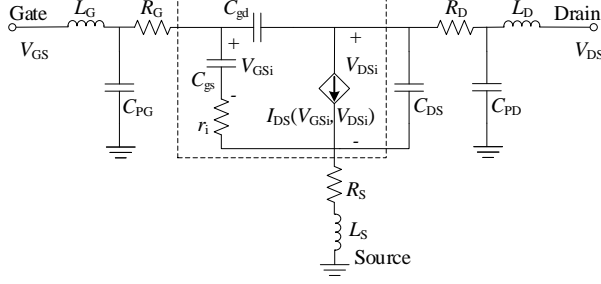 Gate L_G R_G C_gd R_D L_D Drain
V_GS + + V_DS
V_GSi V_DSi
C_gs
C_PG - C_DS C_PD
r_i I_DS(V_GSi, V_DSi)
-
R_S
L_S
Source